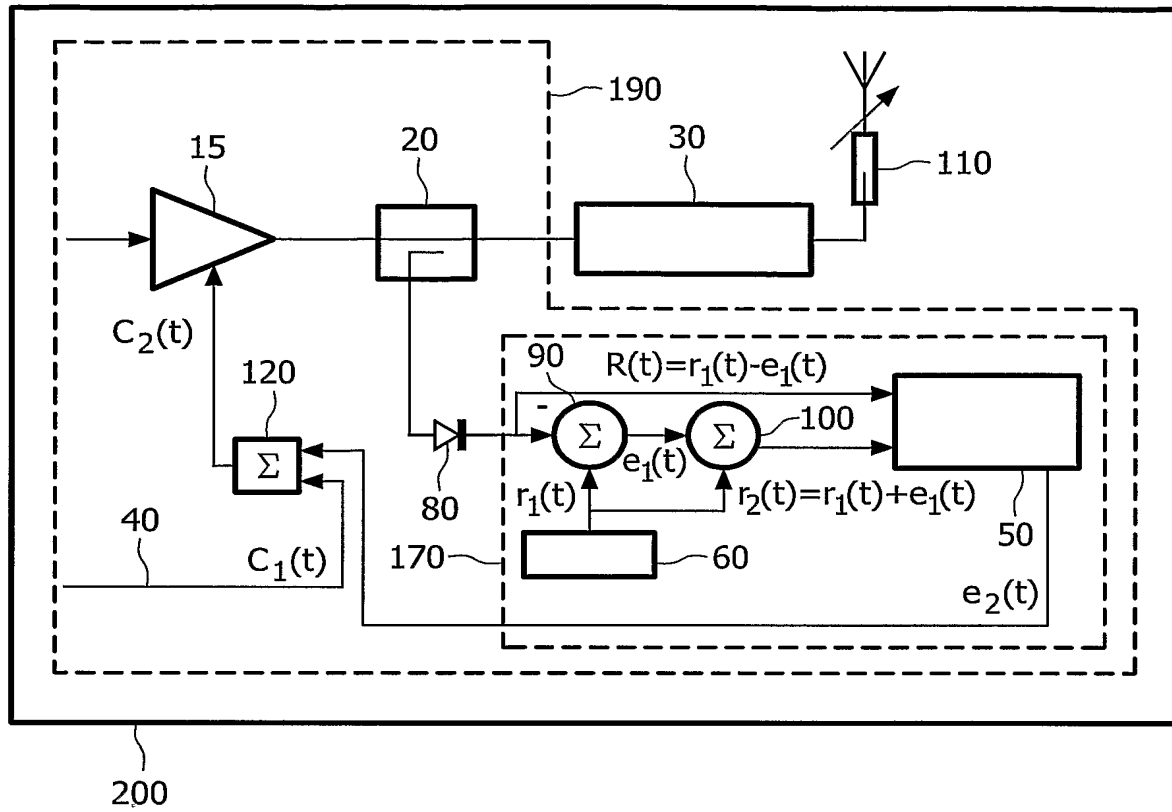 190
15
20
30
110
C₂(t)
90
R(t)=r₁(t)-e₁(t)
120
-
Σ
Σ
100
Σ
e₁(t)
r₁(t)
r₂(t)=r₁(t)+e₁(t)
80
50
40
C₁(t)
170
60
e₂(t)
200